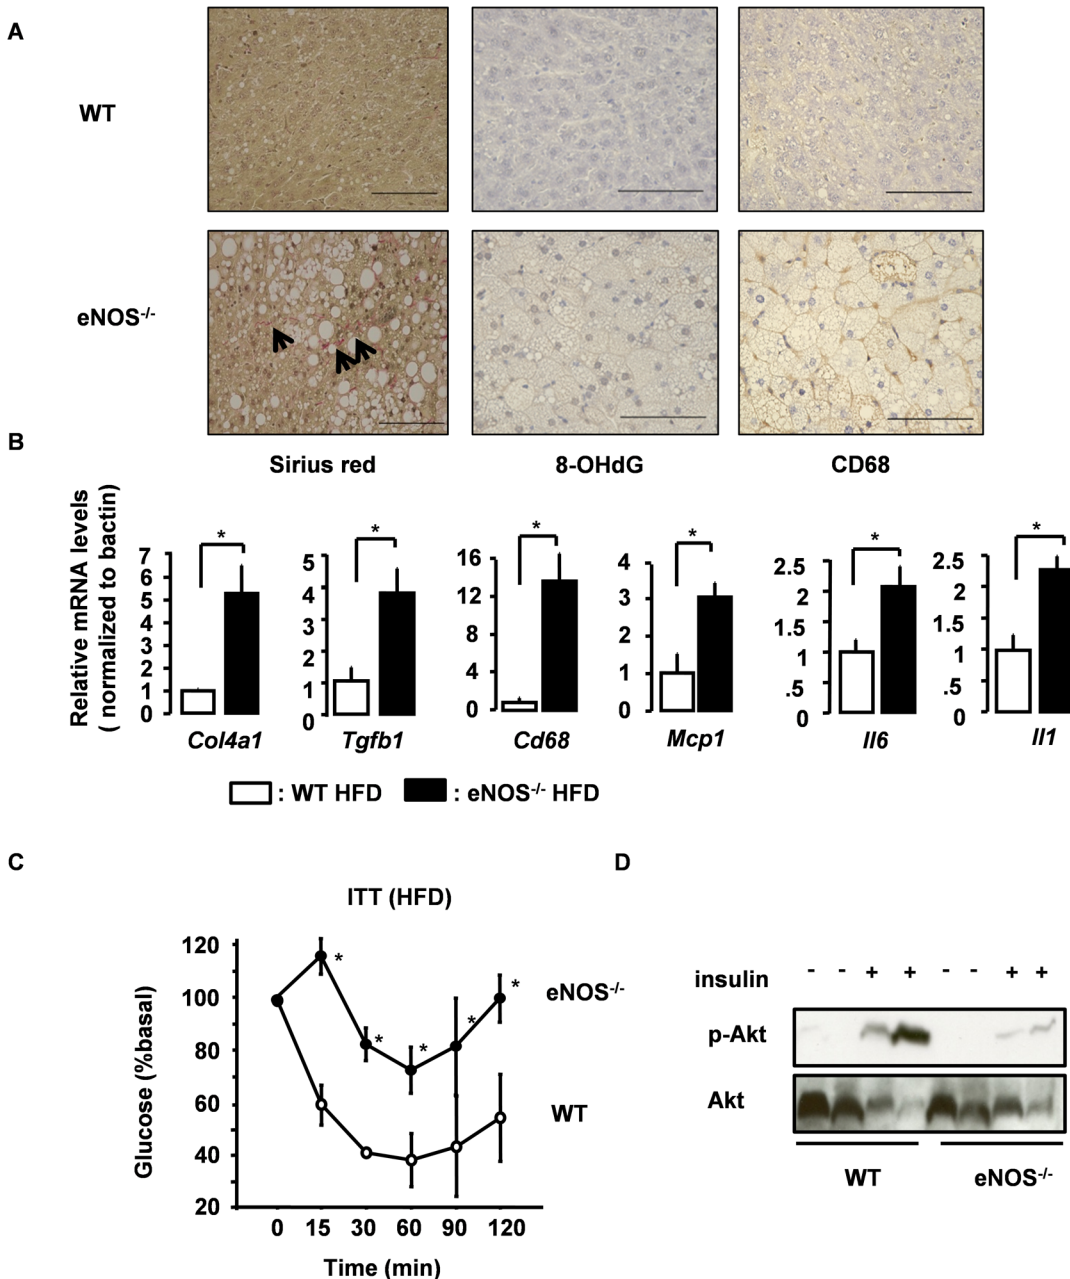 A
WT
eNOS-/-
Sirius red
8-OHdG
CD68
B
Relative mRNA levels
( normalized to bactin)
7
6
5
4
3
2
1
0
Col4a1
5
4
3
2
1
0
Tgfb1
16
12
8
4
0
Cd68
4
3
2
1
0
Mcp1
2.5
2
1.5
1
.5
0
Il6
2.5
2
1.5
1
.5
0
Il1
* * * * * *
: WT HFD : eNOS-/- HFD
C
ITT (HFD)
Glucose (%basal)
120
100
80
60
40
20
* * * * *
eNOS-/-
WT
0 15 30 60 90 120
Time (min)
D
insulin - - + + - - + +
p-Akt
Akt
WT eNOS-/-